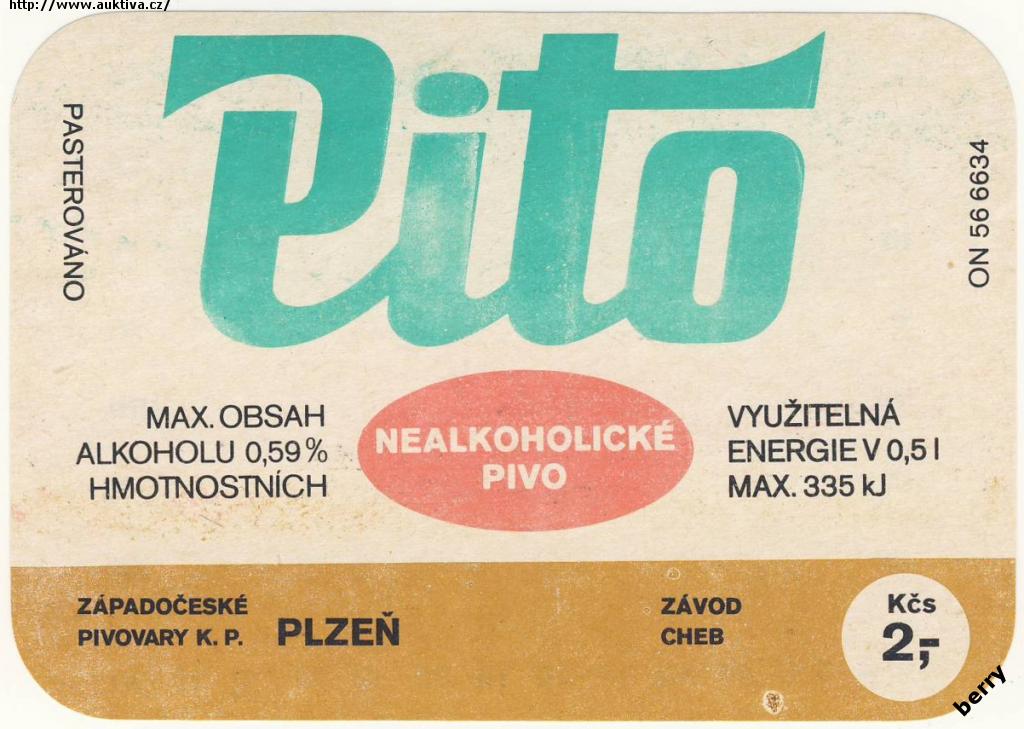 http://www.auktiva.cz/
Pito
PASTEROVÁNO
ON 56 6634
MAX. OBSAH
ALKOHOLU 0,59 %
HMOTNOSTNÍCH
NEALKOHOLICKÉ
PIVO
VYUŽITELNÁ
ENERGIE V 0,5 l
MAX. 335 kJ
ZÁPADOČESKÉ
PIVOVARY K. P. PLZEŇ
ZÁVOD
CHEB
Kčs
2,-
berry